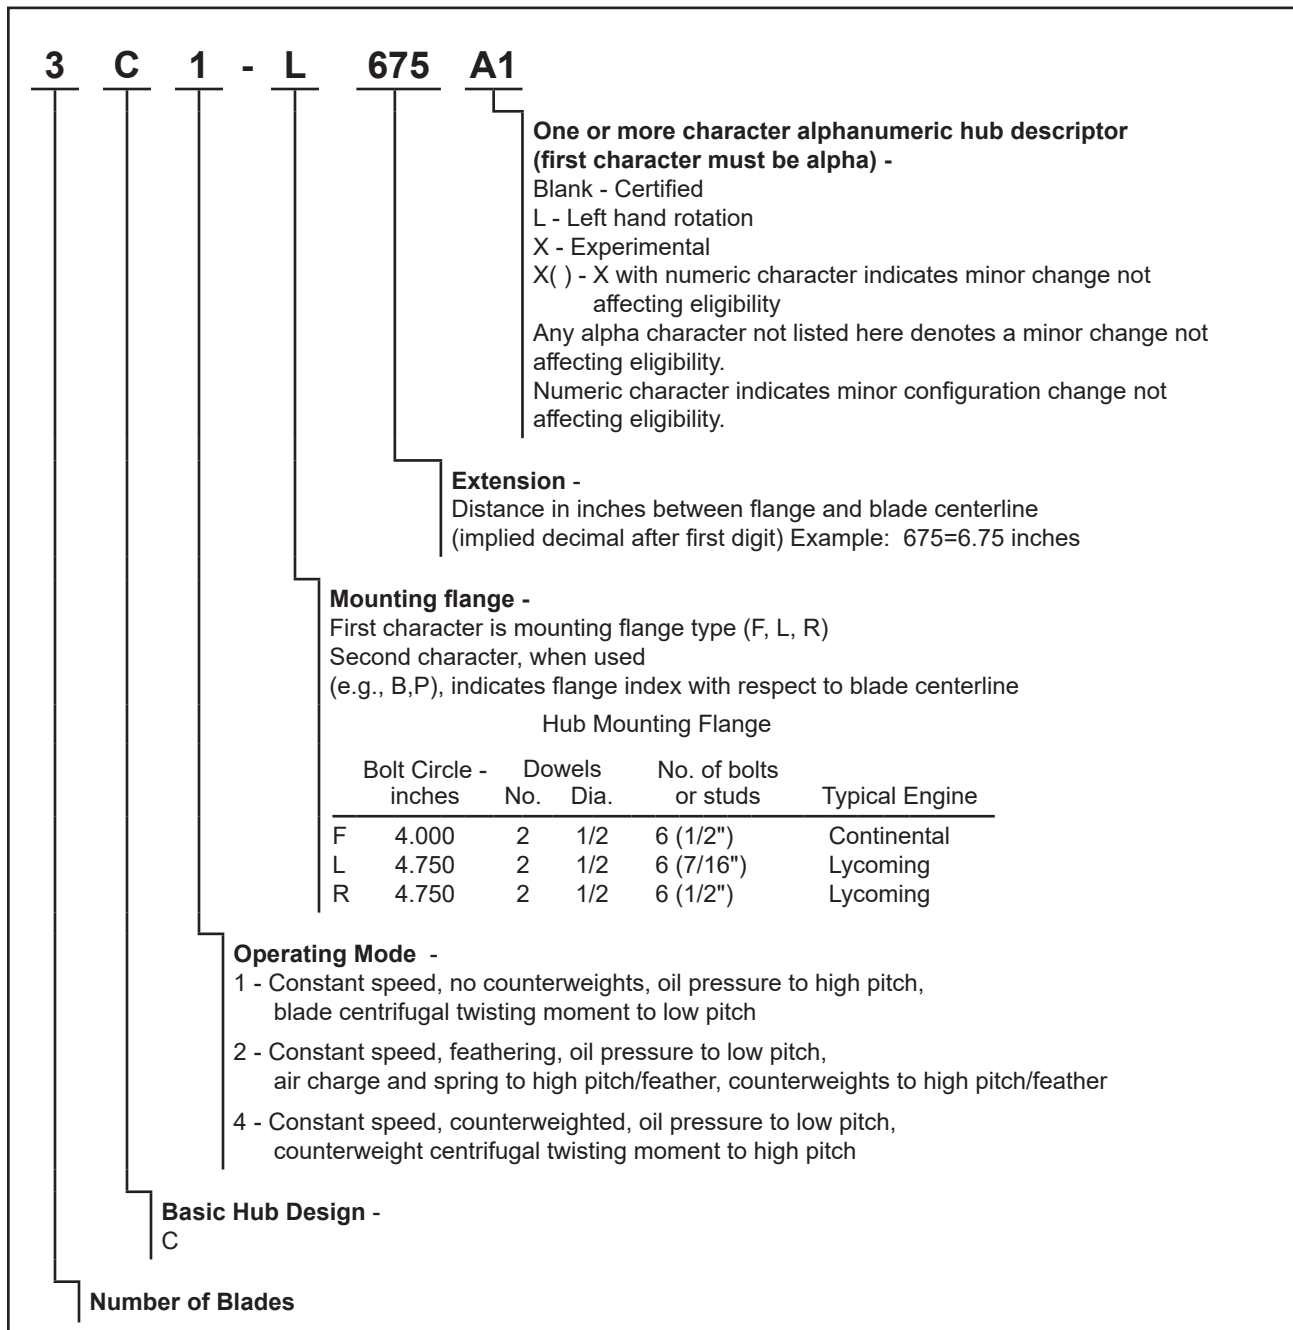 3 C 1 - L 675 A1
One or more character alphanumeric hub descriptor
(first character must be alpha) -
Blank - Certified
L - Left hand rotation
X - Experimental
X( ) - X with numeric character indicates minor change not
affecting eligibility
Any alpha character not listed here denotes a minor change not
affecting eligibility.
Numeric character indicates minor configuration change not
affecting eligibility.
Extension -
Distance in inches between flange and blade centerline
(implied decimal after first digit) Example: 675=6.75 inches
Mounting flange -
First character is mounting flange type (F, L, R)
Second character, when used
(e.g., B,P), indicates flange index with respect to blade centerline
Hub Mounting Flange
Bolt Circle - Dowels No. of bolts
inches No. Dia. or studs Typical Engine
F 4.000 2 1/2 6 (1/2") Continental
L 4.750 2 1/2 6 (7/16") Lycoming
R 4.750 2 1/2 6 (1/2") Lycoming
Operating Mode -
1 - Constant speed, no counterweights, oil pressure to high pitch,
blade centrifugal twisting moment to low pitch
2 - Constant speed, feathering, oil pressure to low pitch,
air charge and spring to high pitch/feather, counterweights to high pitch/feather
4 - Constant speed, counterweighted, oil pressure to low pitch,
counterweight centrifugal twisting moment to high pitch
Basic Hub Design -
C
Number of Blades